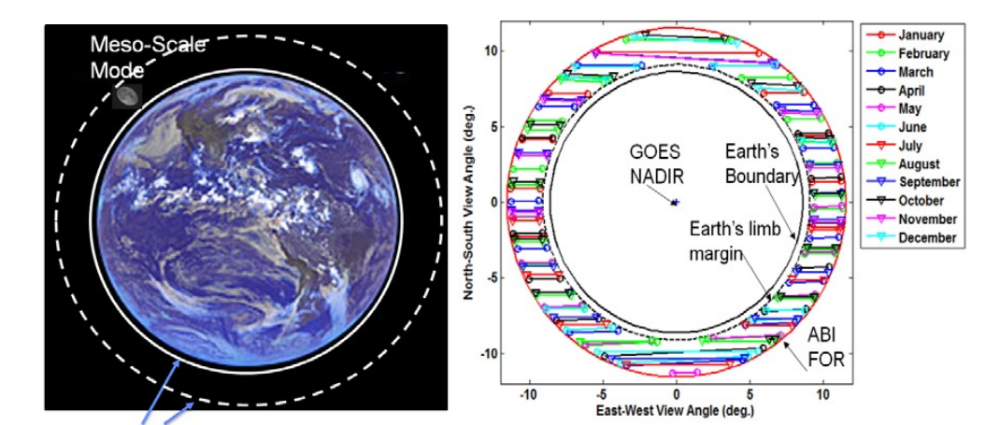 Meso-Scale
Mode
North-South View Angle (deg.)
10
5
0
-5
-10
GOES
NADIR
Earth's
Boundary
Earth's limb
margin
ABI
FOR
-10
-5
0
5
10
East-West View Angle (deg.)
January
February
March
April
May
June
July
August
September
October
November
December